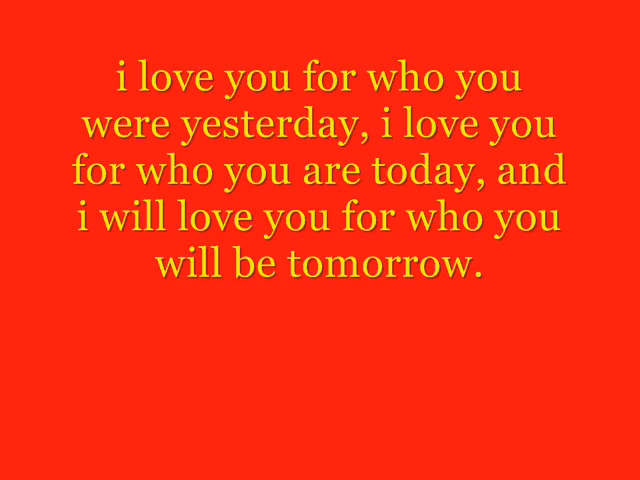 i love you for who you
were yesterday, i love you
for who you are today, and
i will love you for who you
will be tomorrow.